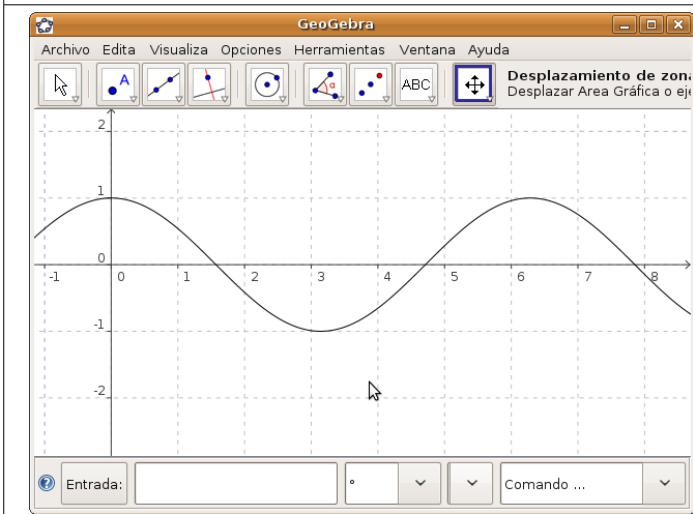 GeoGebra
Archivo Edita Visualiza Opciones Herramientas Ventana Ayuda
A
α
ABC
Desplazamiento de zon
Desplazar Area Gráfica o eje
2
1
0
-1 0 1 2 3 4 5 6 7 8
-1
-2
Entrada: ° Comando ...